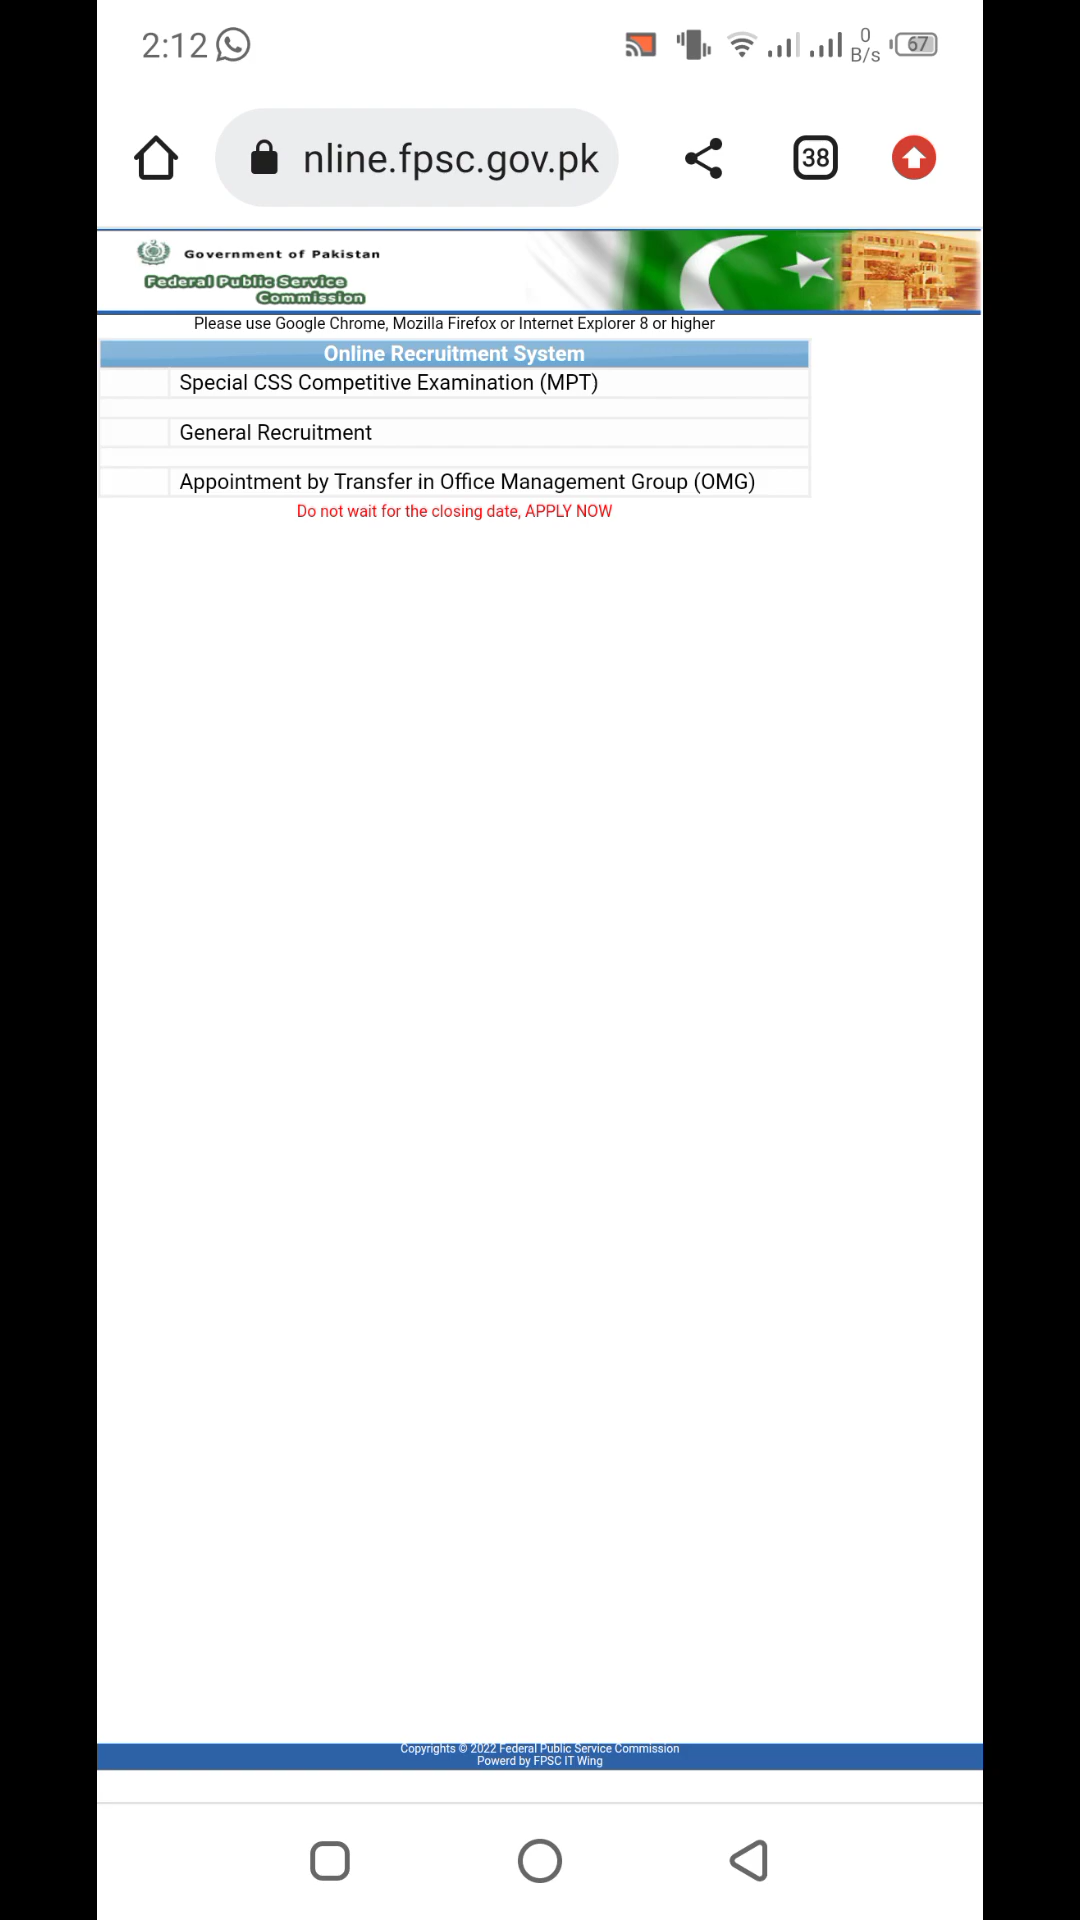 2:12
0
B/s
67
nline.fpsc.gov.pk
38
Government of Pakistan
Federal Public Service
Commission
Please use Google Chrome, Mozilla Firefox or Internet Explorer 8 or higher
Online Recruitment System
Special CSS Competitive Examination (MPT)
General Recruitment
Appointment by Transfer in Office Management Group (OMG)
Do not wait for the closing date, APPLY NOW
Copyrights © 2022 Federal Public Service Commission
Powerd by FPSC IT Wing